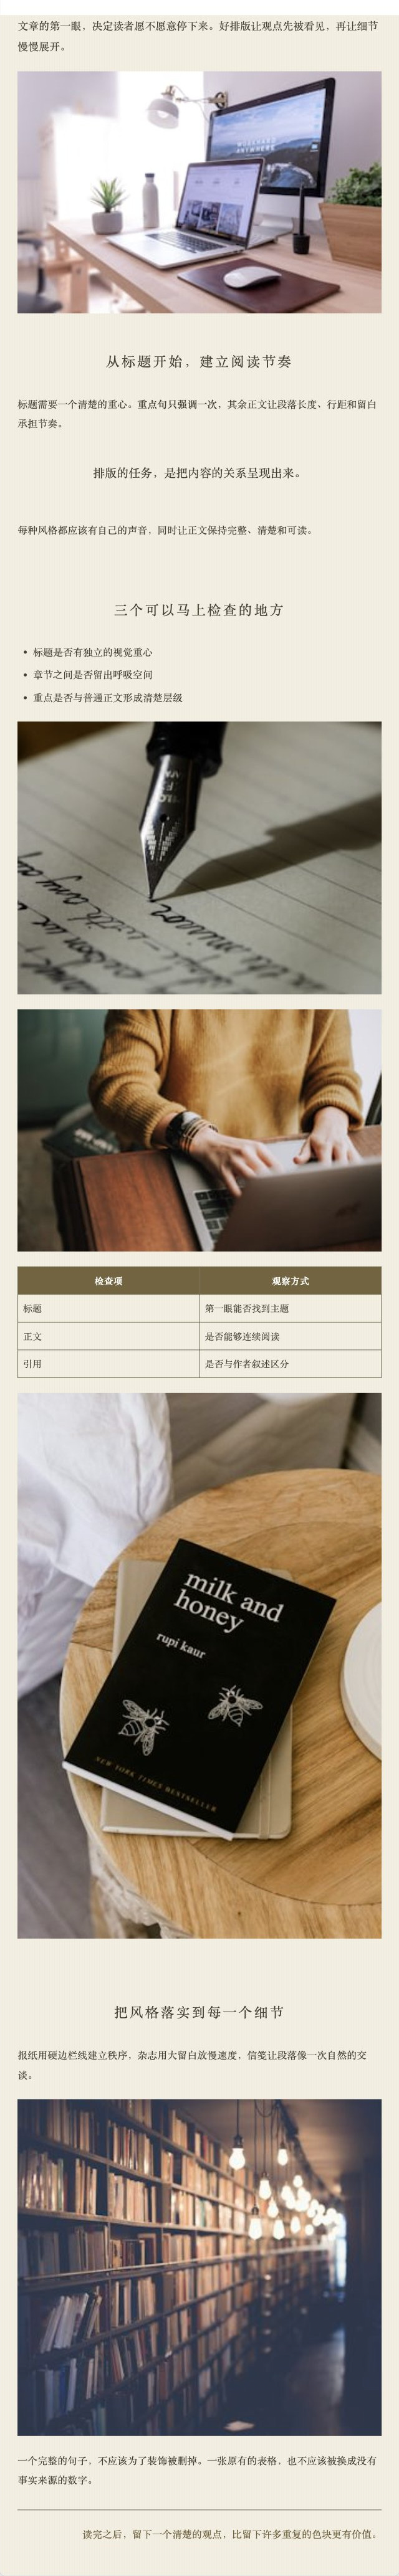 文章的第一眼，决定读者愿不愿意停下来。好排版让观点先被看见，再让细节
慢慢展开。
从标题开始，建立阅读节奏
标题需要一个清楚的重心。重点句只强调一次，其余正文让段落长度、行距和留白
承担节奏。
排版的任务，是把内容的关系呈现出来。
每种风格都应该有自己的声音，同时让正文保持完整、清楚和可读。
三个可以马上检查的地方
• 标题是否有独立的视觉重心
• 章节之间是否留出呼吸空间
• 重点是否与普通正文形成清楚层级
检查项 观察方式
标题 第一眼能否找到主题
正文 是否能够连续阅读
引用 是否与作者叙述区分
milk and
honey
rupi kaur
NEW YORK TIMES BESTSELLER
把风格落实到每一个细节
报纸用硬边栏线建立秩序，杂志用大留白放慢速度，信笺让段落像一次自然的交
谈。
一个完整的句子，不应该为了装饰被删掉。一张原有的表格，也不应该被换成没有
事实来源的数字。
读完之后，留下一个清楚的观点，比留下许多重复的色块更有价值。